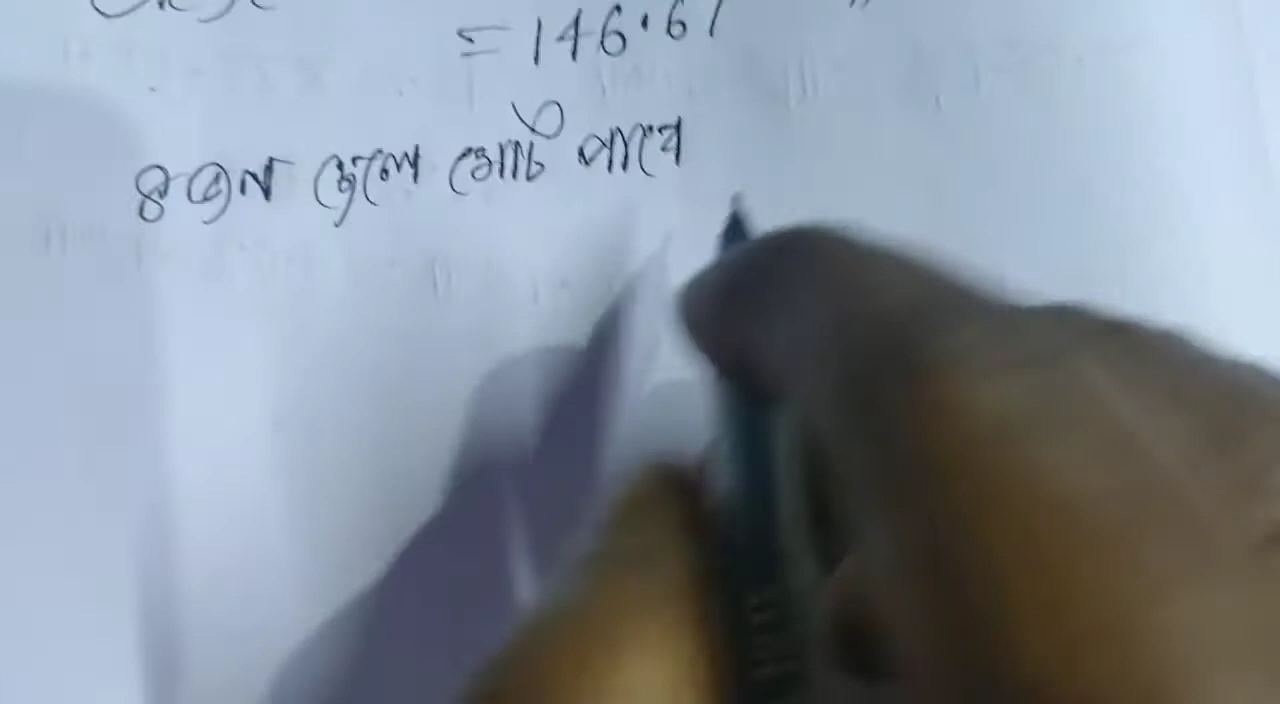 = 146.67 "
৪জন ছেলে মোট পাবে